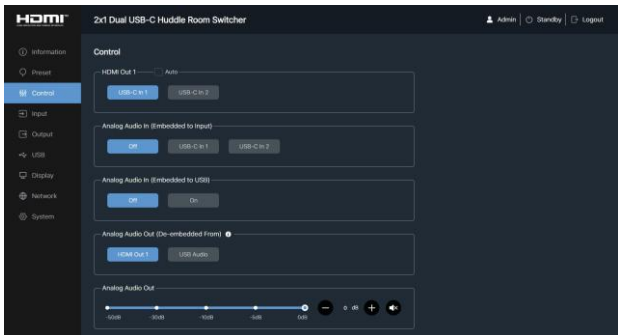 HDMI
2x1 Dual USB-C Huddle Room Switcher
Admin
Standby
Logout
Information
Preset
Control
Input
Output
USB
Display
Network
System
Control
HDMI Out 1
Auto
USB-C In 1
USB-C In 2
Analog Audio In (Embedded to Input)
Off
USB-C In 1
USB-C In 2
Analog Audio In (Embedded to USB)
Off
On
Analog Audio Out (De-embedded From)
HDMI Out 1
USB Audio
Analog Audio Out
-50dB
-30dB
-10dB
-5dB
0dB
0 dB